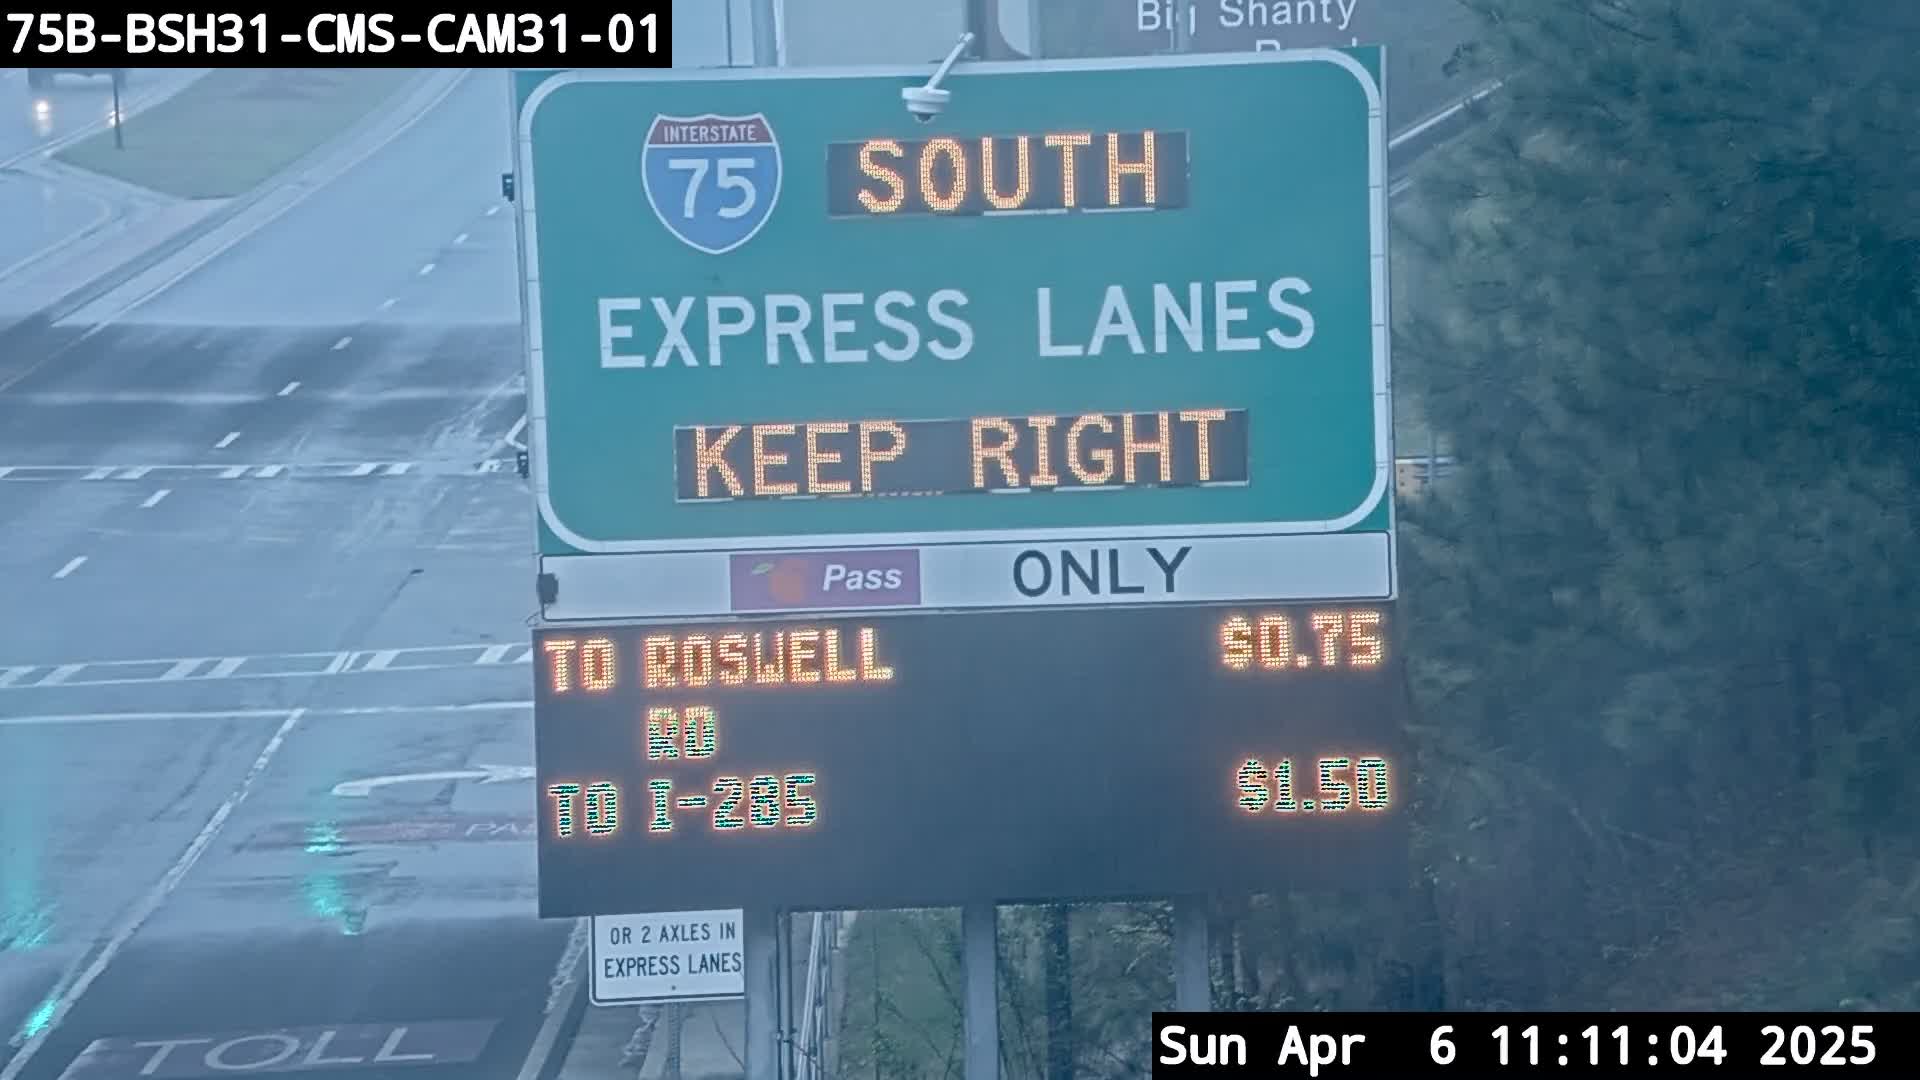 75B-BSH31-CMS-CAM31-01
Big Shanty
INTERSTATE
75
SOUTH
EXPRESS LANES
KEEP RIGHT
Pass ONLY
TO ROSWELL $0.75
RD
TO I-285 $1.50
OR 2 AXLES IN
EXPRESS LANES
TOLL
Sun Apr 6 11:11:04 2025